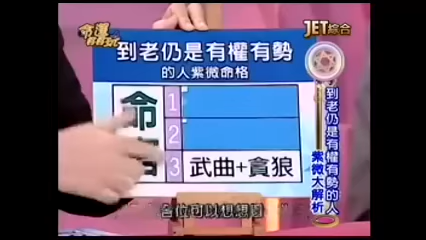 命運好好玩
JET綜合
到老仍是有權有勢
的人紫微命格
命
1
2
3 武曲+貪狼
到老仍是有權有勢的人
紫微大解析
各位可以想想